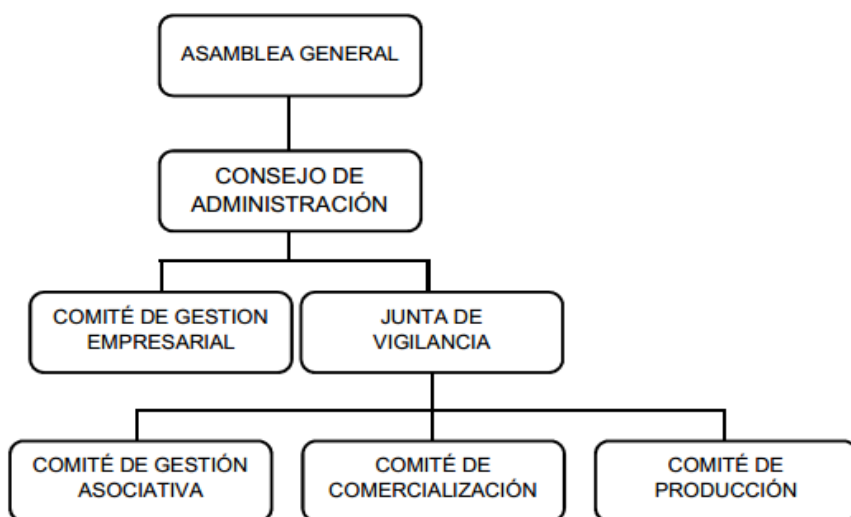 ASAMBLEA GENERAL
CONSEJO DE
ADMINISTRACIÓN
COMITÉ DE GESTION
EMPRESARIAL
JUNTA DE
VIGILANCIA
COMITÉ DE GESTIÓN
ASOCIATIVA
COMITÉ DE
COMERCIALIZACIÓN
COMITÉ DE
PRODUCCIÓN